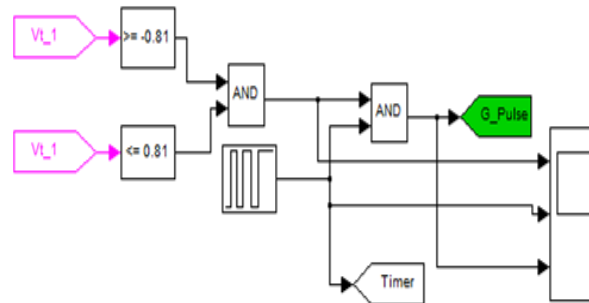 Vt_1
>= -0.81
AND
AND
G_Pulse
Vt_1
<= 0.81
Timer